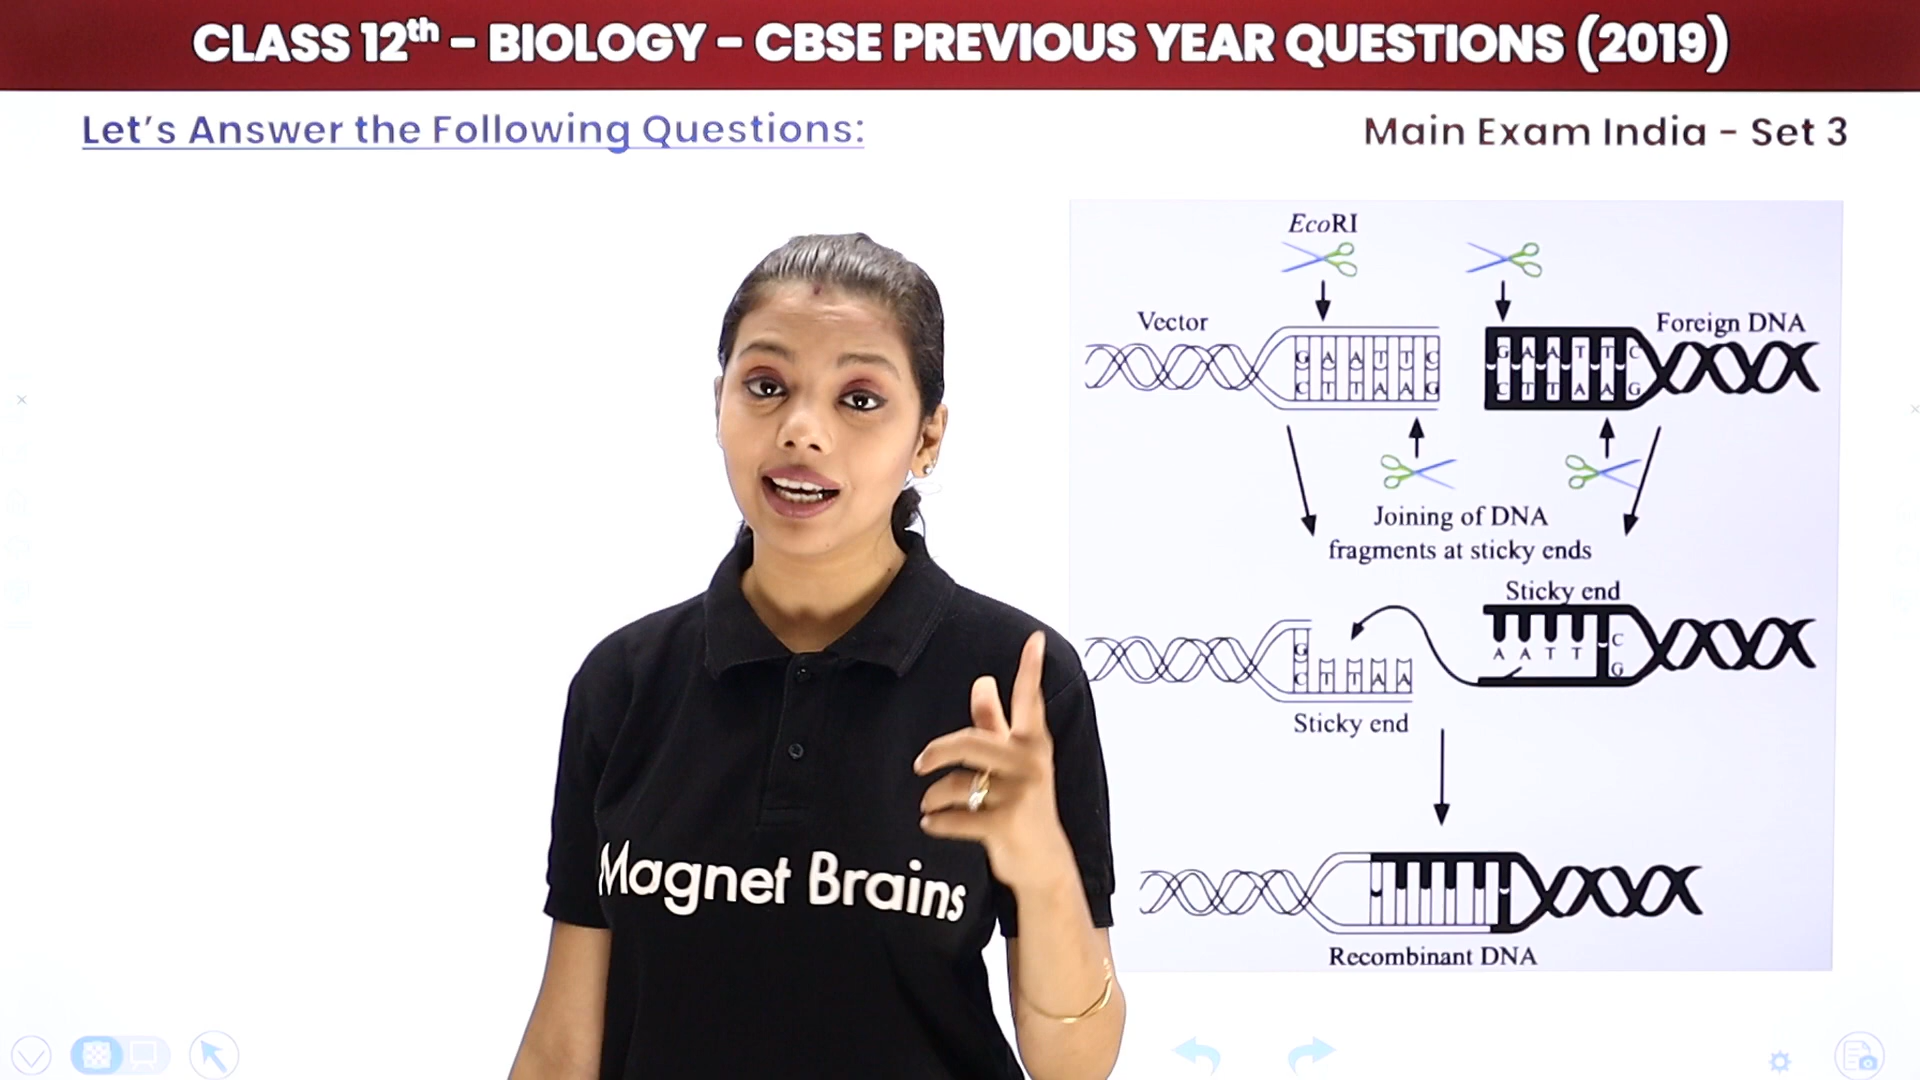 CLASS 12th - BIOLOGY - CBSE PREVIOUS YEAR QUESTIONS (2019)
Let's Answer the Following Questions:
Main Exam India - Set 3
EcoRI
Vector
Foreign DNA
G A A T T C
C T T A A G
G A A T T C
C T T A A G
Joining of DNA
fragments at sticky ends
Sticky end
G
C T T A A
A A T T
C
G
Sticky end
Recombinant DNA
Magnet Brains